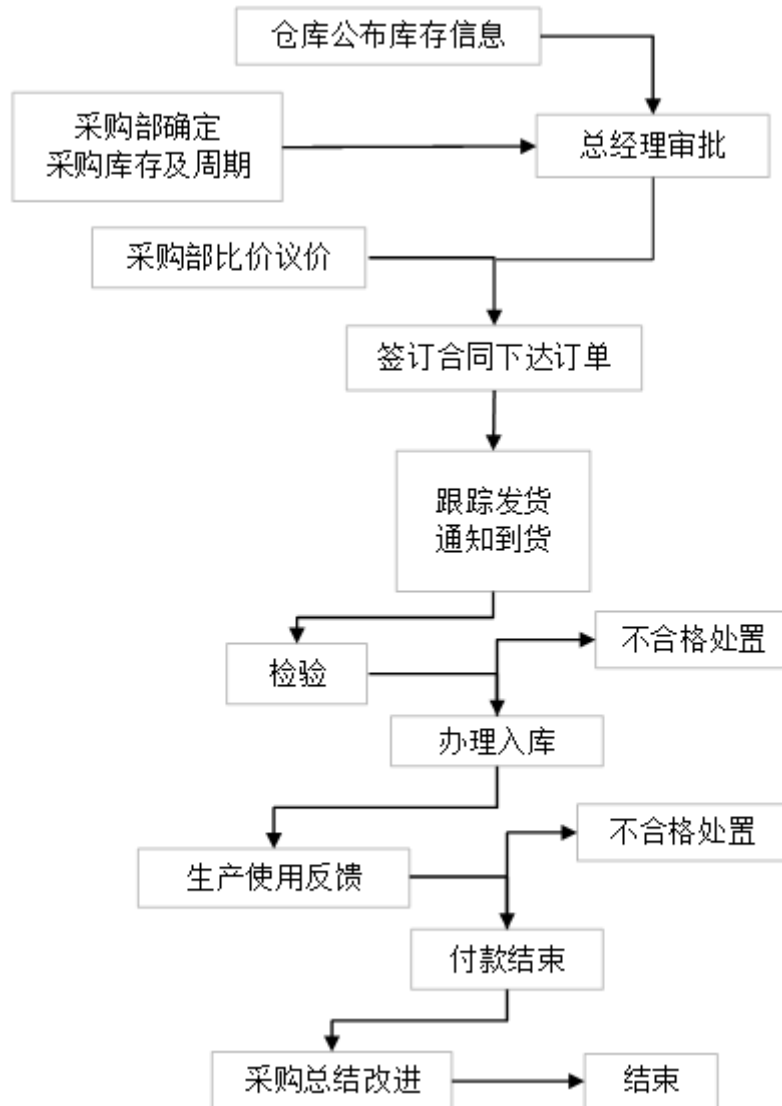 仓库公布库存信息
采购部确定
采购库存及周期
总经理审批
采购部比价议价
签订合同下达订单
跟踪发货
通知到货
不合格处置
检验
办理入库
不合格处置
生产使用反馈
付款结束
采购总结改进
结束